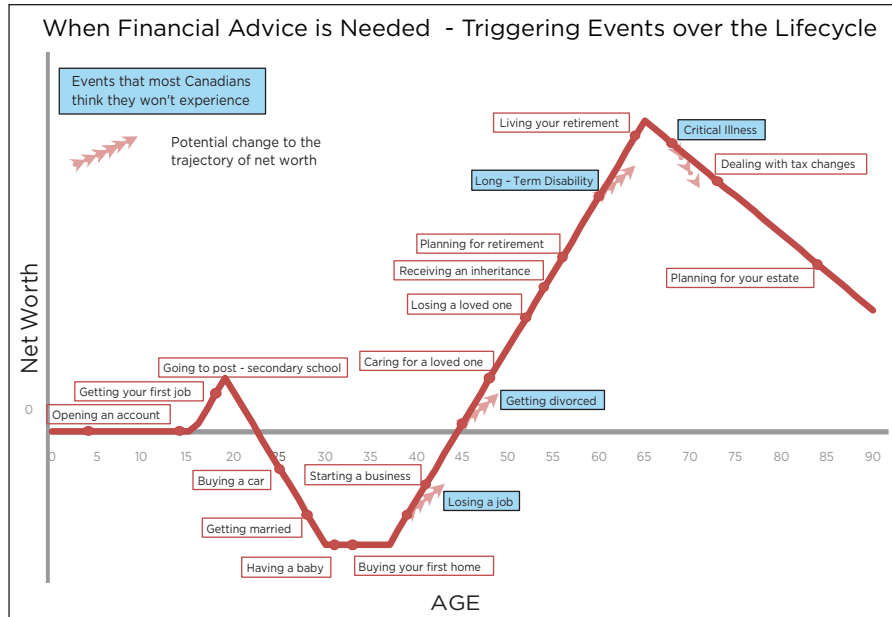 When Financial Advice is Needed - Triggering Events over the Lifecycle
Events that most Canadians
think they won't experience
Potential change to the
trajectory of net worth
Living your retirement
Critical Illness
Dealing with tax changes
Long - Term Disability
Planning for retirement
Receiving an inheritance
Planning for your estate
Losing a loved one
Net Worth
Going to post - secondary school
Caring for a loved one
Getting your first job
Getting divorced
0
Opening an account
0 5 10 15 20 25 30 35 40 45 50 55 60 65 70 75 80 85 90
Buying a car
Starting a business
Losing a job
Getting married
Having a baby
Buying your first home
AGE